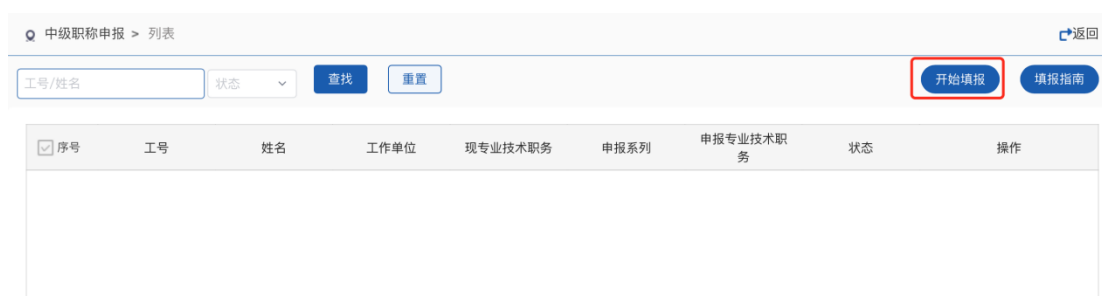 中级职称申报 > 列表 返回
工号/姓名 状态 查找 重置 开始填报 填报指南
序号 工号 姓名 工作单位 现专业技术职务 申报系列 申报专业技术职 状态 操作
务